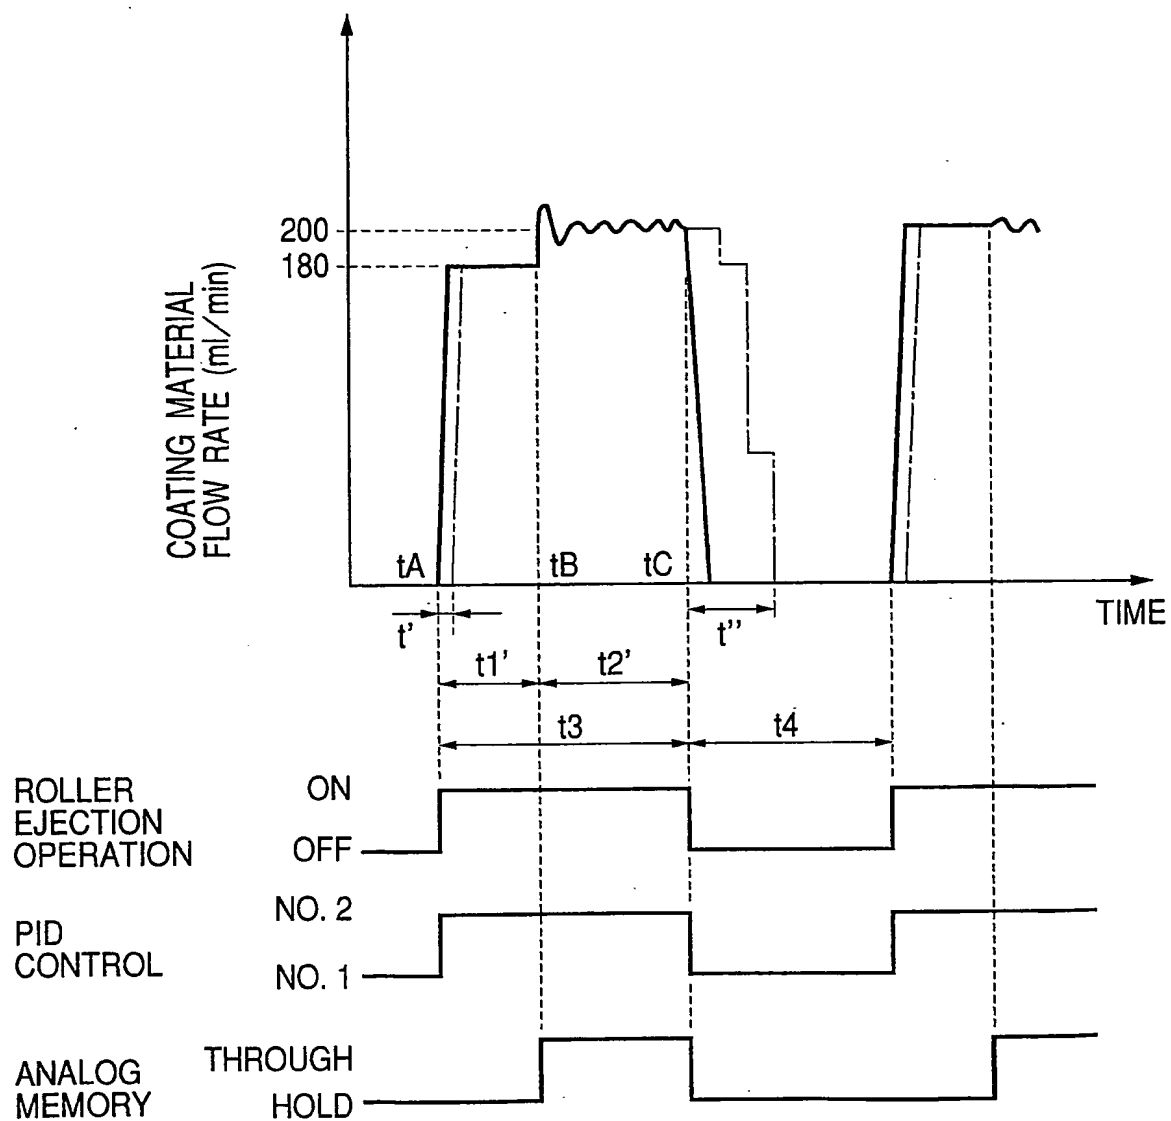 200
180
COATING MATERIAL
FLOW RATE (ml/min)
tA
tB
tC
TIME
t'
t''
t1'
t2'
t3
t4
ROLLER
EJECTION
OPERATION
ON
OFF
PID
CONTROL
NO. 2
NO. 1
ANALOG
MEMORY
THROUGH
HOLD